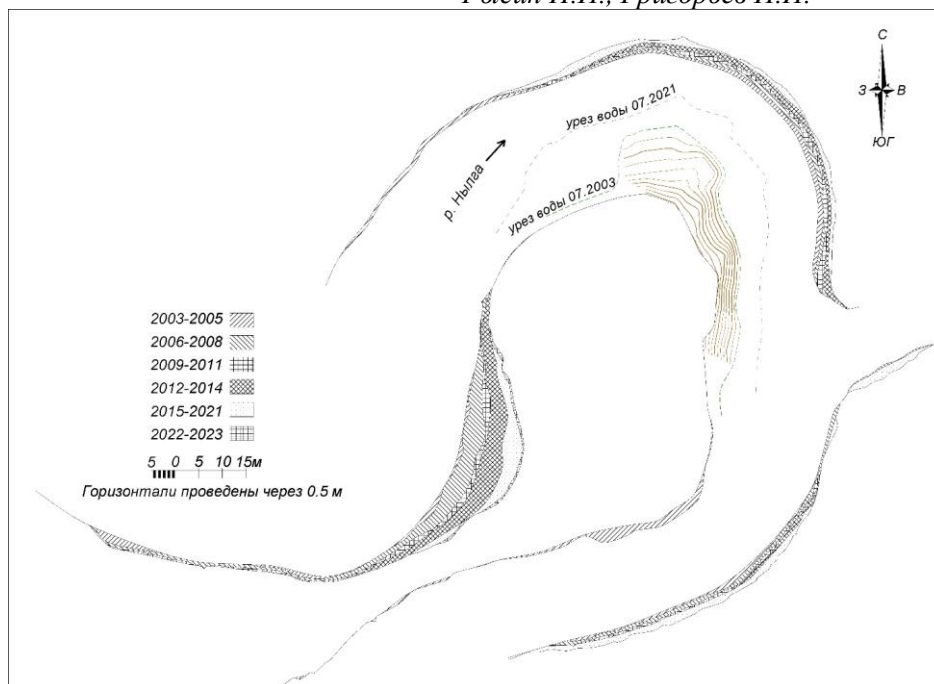 С
З В
ЮГ
урез воды 07.2021
р. Нылга
урез воды 07.2003
2003-2005
2006-2008
2009-2011
2012-2014
2015-2021
2022-2023
5 0 5 10 15м
Горизонтали проведены через 0.5 м